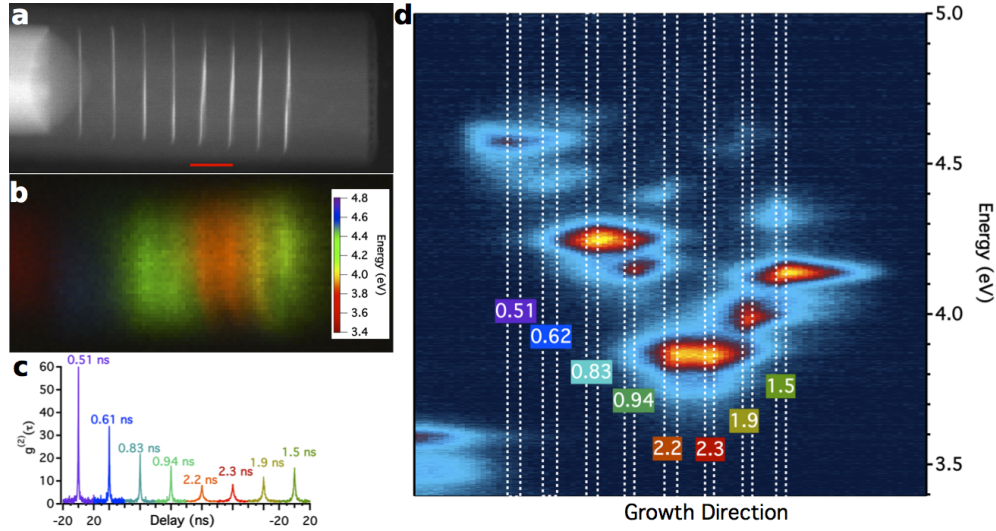 a
b
4.8
4.6
4.4
4.2
4.0
3.8
3.6
3.4
Energy (eV)
c
60
50
40
30
20
10
0
g(2)(τ)
0.51 ns
0.61 ns
0.83 ns
0.94 ns
2.2 ns
2.3 ns
1.9 ns
1.5 ns
-20 20 Delay (ns) -20 20
d
5.0
4.5
4.0
3.5
Energy (eV)
0.51
0.62
0.83
0.94
2.2
2.3
1.9
1.5
Growth Direction